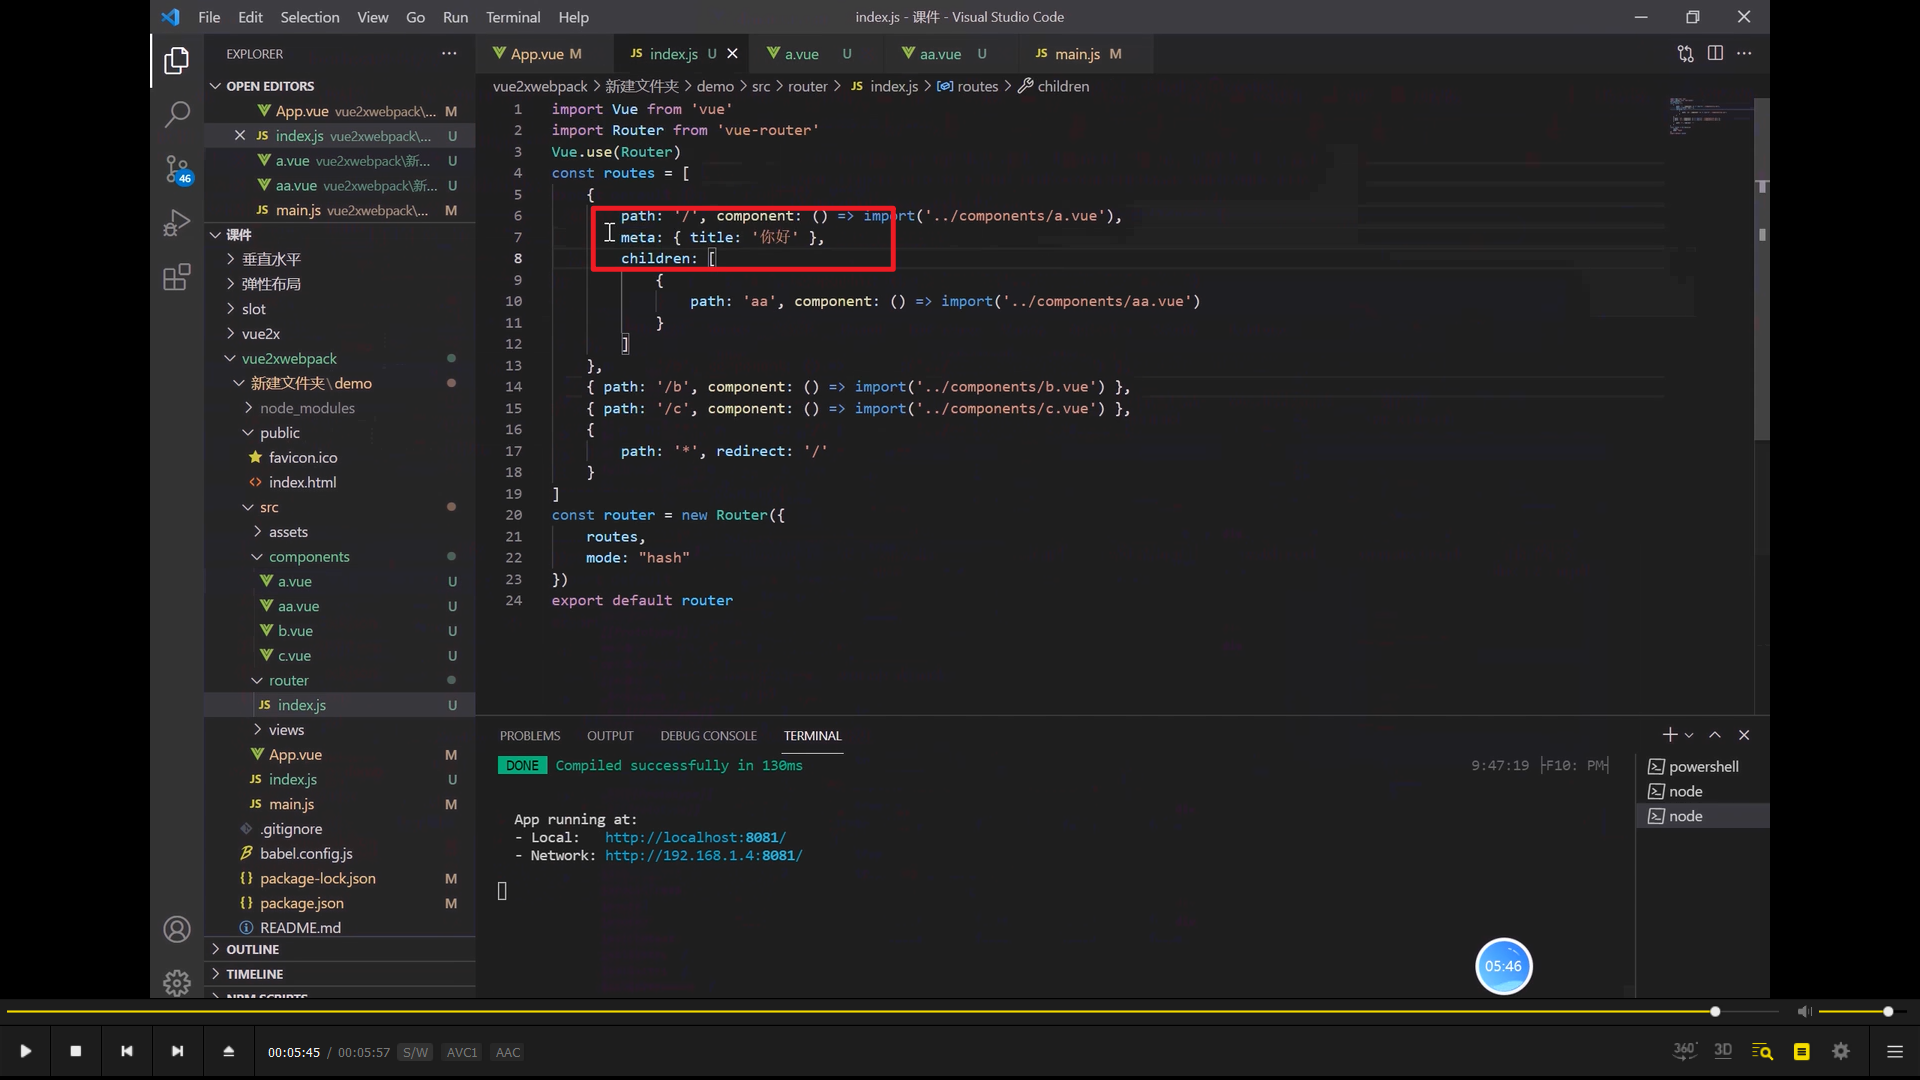 File Edit Selection View Go Run Terminal Help
index.js - 课件 - Visual Studio Code
EXPLORER
OPEN EDITORS
App.vue vue2xwebpack\... M
JS index.js vue2xwebpack\... U
a.vue vue2xwebpack\新... U
aa.vue vue2xwebpack\新... U
JS main.js vue2xwebpack\... M
46
课件
垂直水平
弹性布局
slot
vue2x
vue2xwebpack
新建文件夹\demo
node_modules
public
favicon.ico
<> index.html
src
assets
components
a.vue U
aa.vue U
b.vue U
c.vue U
router
JS index.js U
views
App.vue M
JS index.js U
JS main.js M
.gitignore
babel.config.js
{} package-lock.json M
{} package.json M
README.md
OUTLINE
TIMELINE
NPM SCRIPTS
App.vue M JS index.js U a.vue U aa.vue U JS main.js M
vue2xwebpack > 新建文件夹 > demo > src > router > JS index.js > routes > children
1 import Vue from 'vue'
2 import Router from 'vue-router'
3 Vue.use(Router)
4 const routes = [
5 {
6 path: '/', component: () => import('../components/a.vue'),
7 meta: { title: '你好' },
8 children: [
9 {
10 path: 'aa', component: () => import('../components/aa.vue')
11 }
12 ]
13 },
14 { path: '/b', component: () => import('../components/b.vue') },
15 { path: '/c', component: () => import('../components/c.vue') },
16 {
17 path: '*', redirect: '/'
18 }
19 ]
20 const router = new Router({
21 routes,
22 mode: "hash"
23 })
24 export default router
PROBLEMS OUTPUT DEBUG CONSOLE TERMINAL
DONE Compiled successfully in 130ms 9:47:19 ├F10: PM┤
App running at:
- Local: http://localhost:8081/
- Network: http://192.168.1.4:8081/
powershell
node
node
05:46
00:05:45 / 00:05:57 S/W AVC1 AAC
360° 3D